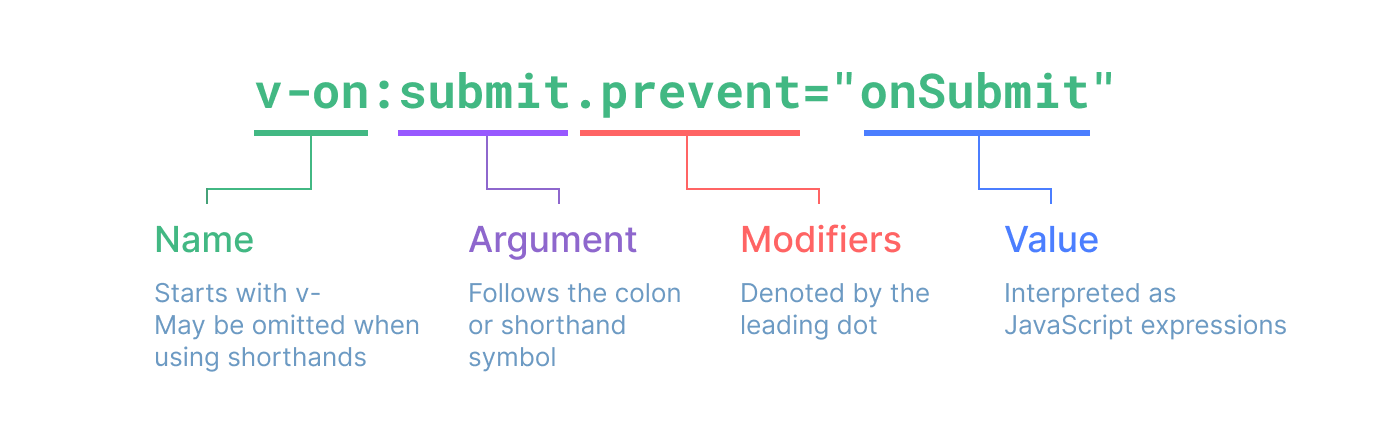 v-on:submit.prevent="onSubmit"
Name
Starts with v-
May be omitted when
using shorthands
Argument
Follows the colon
or shorthand
symbol
Modifiers
Denoted by the
leading dot
Value
Interpreted as
JavaScript expressions